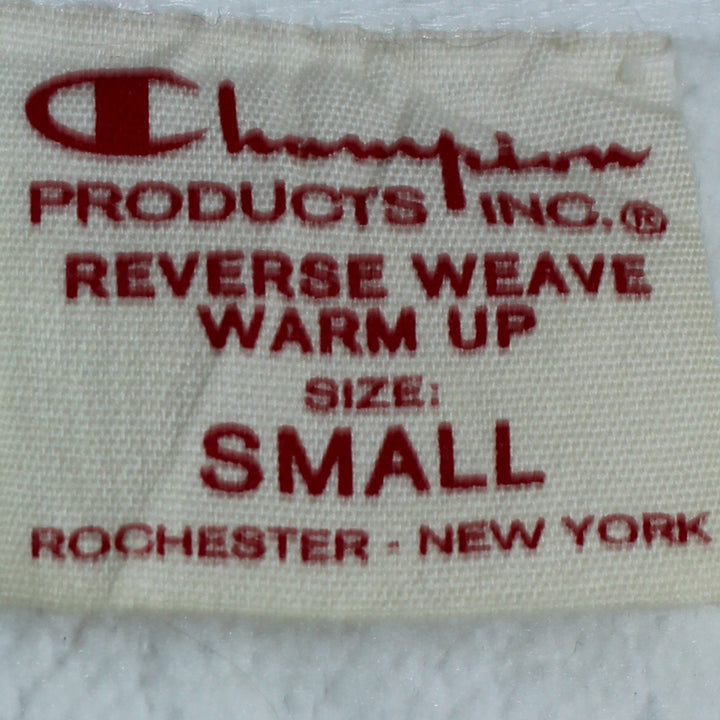 Champion
PRODUCTS INC.®
REVERSE WEAVE
WARM UP
SIZE:
SMALL
ROCHESTER - NEW YORK